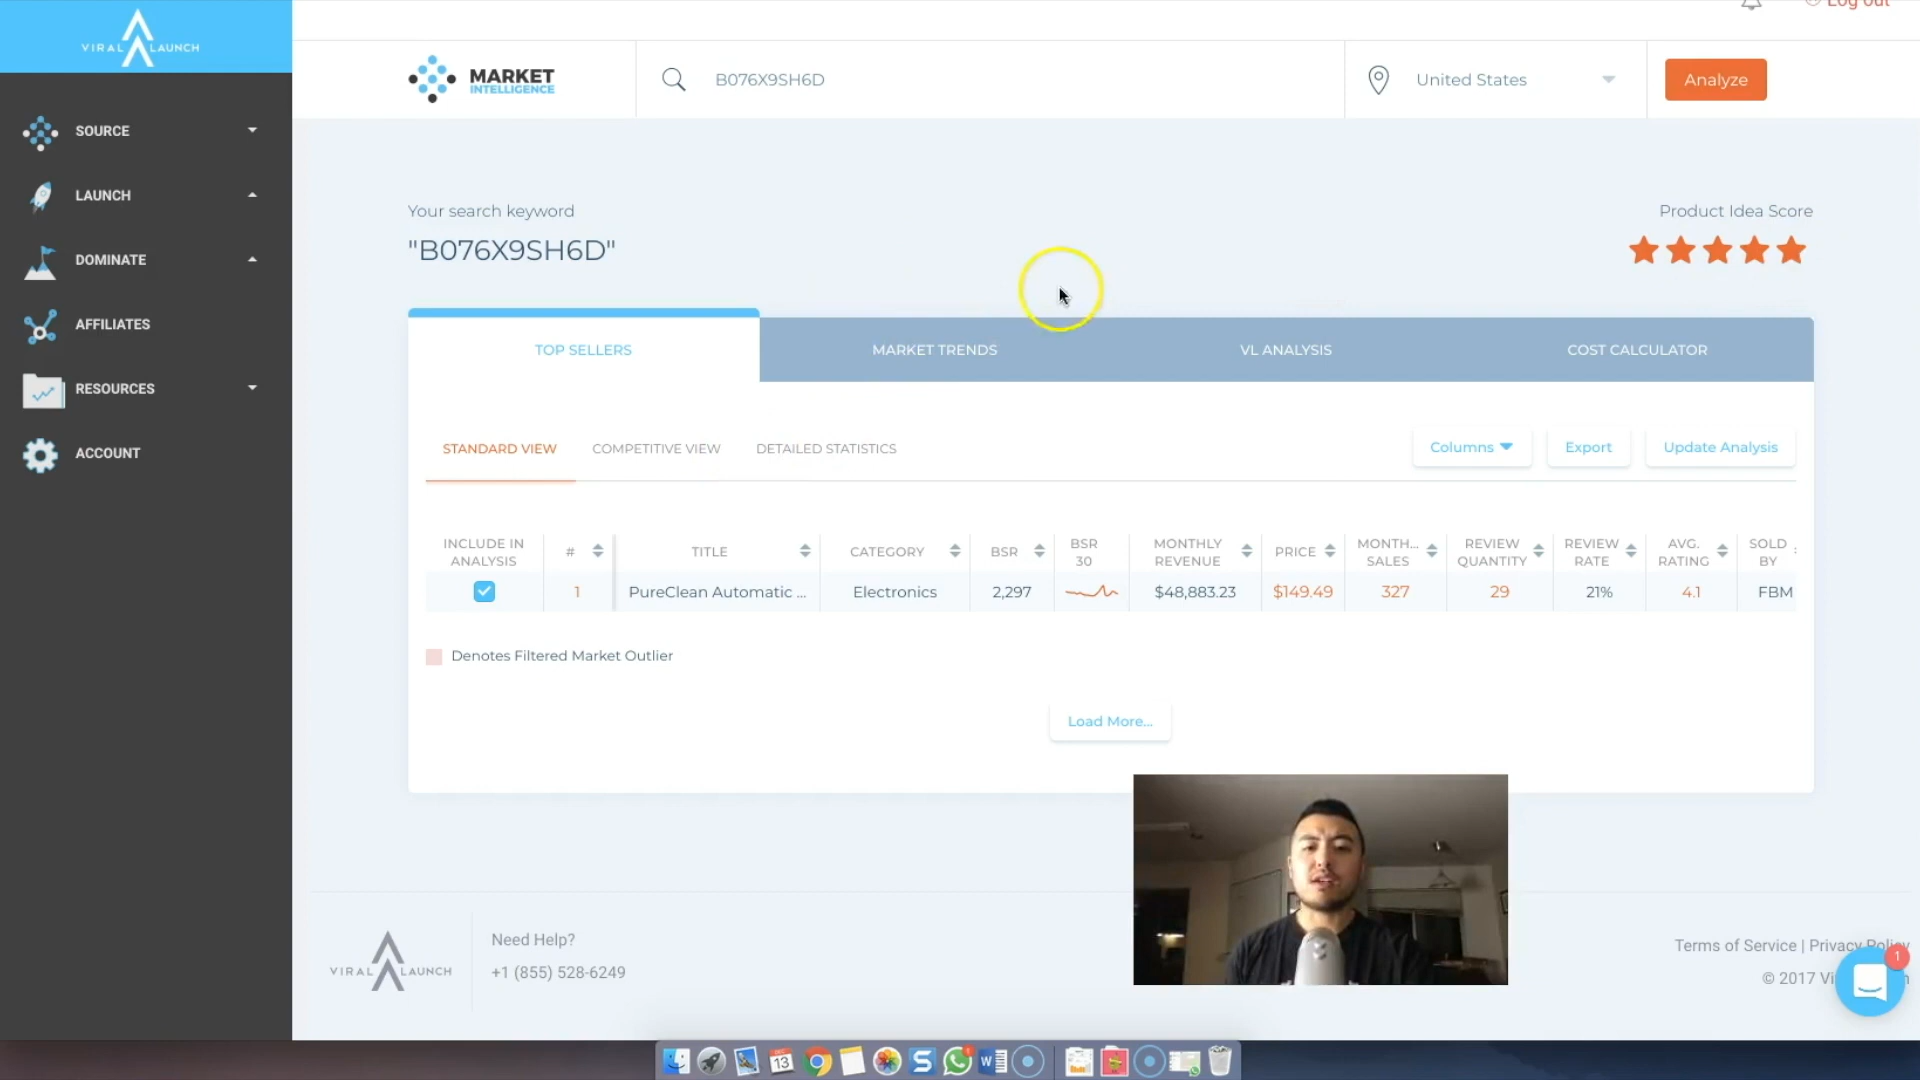 VIRAL LAUNCH
Log out
MARKET
INTELLIGENCE
B076X9SH6D
United States
Analyze
SOURCE
LAUNCH
DOMINATE
AFFILIATES
RESOURCES
ACCOUNT
Your search keyword
"B076X9SH6D"
Product Idea Score
TOP SELLERS
MARKET TRENDS
VL ANALYSIS
COST CALCULATOR
STANDARD VIEW
COMPETITIVE VIEW
DETAILED STATISTICS
Columns
Export
Update Analysis
INCLUDE IN ANALYSIS # TITLE CATEGORY BSR BSR 30 MONTHLY REVENUE PRICE MONTH... SALES REVIEW QUANTITY REVIEW RATE AVG. RATING SOLD BY
1 PureClean Automatic ... Electronics 2,297 $48,883.23 $149.49 327 29 21% 4.1 FBM
Denotes Filtered Market Outlier
Load More...
VIRAL LAUNCH
Need Help?
+1 (855) 528-6249
Terms of Service | Privacy Policy
© 2017
1
13